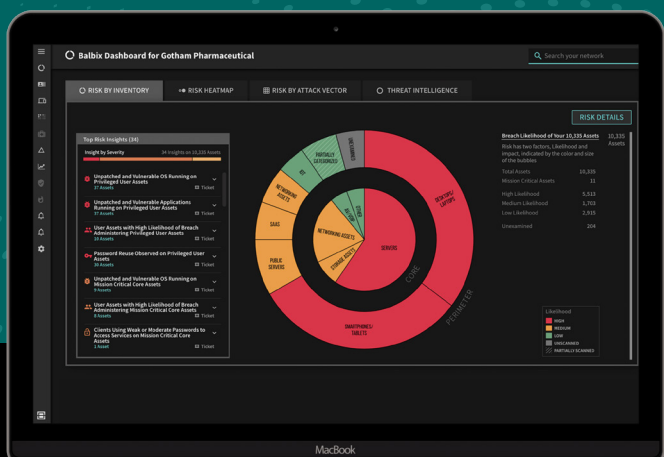 Balbix Dashboard for Gotham Pharmaceutical
Search your network
RISK BY INVENTORY
RISK HEATMAP
RISK BY ATTACK VECTOR
THREAT INTELLIGENCE
RISK DETAILS
Top Risk Insights (34)
Insight by Severity
34 Insights on 10,335 Assets
Unpatched and Vulnerable OS Running on
Privileged User Assets
37 Assets
Ticket
Unpatched and Vulnerable Applications
Running on Privileged User Assets
37 Assets
Ticket
User Assets with High Likelihood of Breach
Administering Privileged User Assets
10 Assets
Ticket
Password Reuse Observed on Privileged User
Assets
30 Assets
Ticket
Unpatched and Vulnerable OS Running on
Mission Critical Core Assets
9 Assets
Ticket
User Assets with High Likelihood of Breach
Administering Mission Critical Core Assets
8 Assets
Ticket
Clients Using Weak or Moderate Passwords to
Access Services on Mission Critical Core
Assets
1 Asset
Ticket
UNEXAMINED
PARTIALLY
CATEGORIZED
IOT
NETWORKING
ASSETS
SAAS
PUBLIC
SERVERS
SMARTPHONES/
TABLETS
DESKTOPS/
LAPTOPS
OTHER
NETWORKING ASSETS
STORAGE ASSETS
SERVERS
CORE
PERIMETER
Breach Likelihood of Your 10,335 Assets
10,335
Assets
Risk has two factors, Likelihood and
impact, indicated by the color and size
of the bubbles
Total Assets 10,335
Mission Critical Assets 11
High Likelihood 5,513
Medium Likelihood 1,703
Low Likelihood 2,915
Unexamined 204
Likelihood
HIGH
MEDIUM
LOW
UNSCANNED
PARTIALLY SCANNED
MacBook